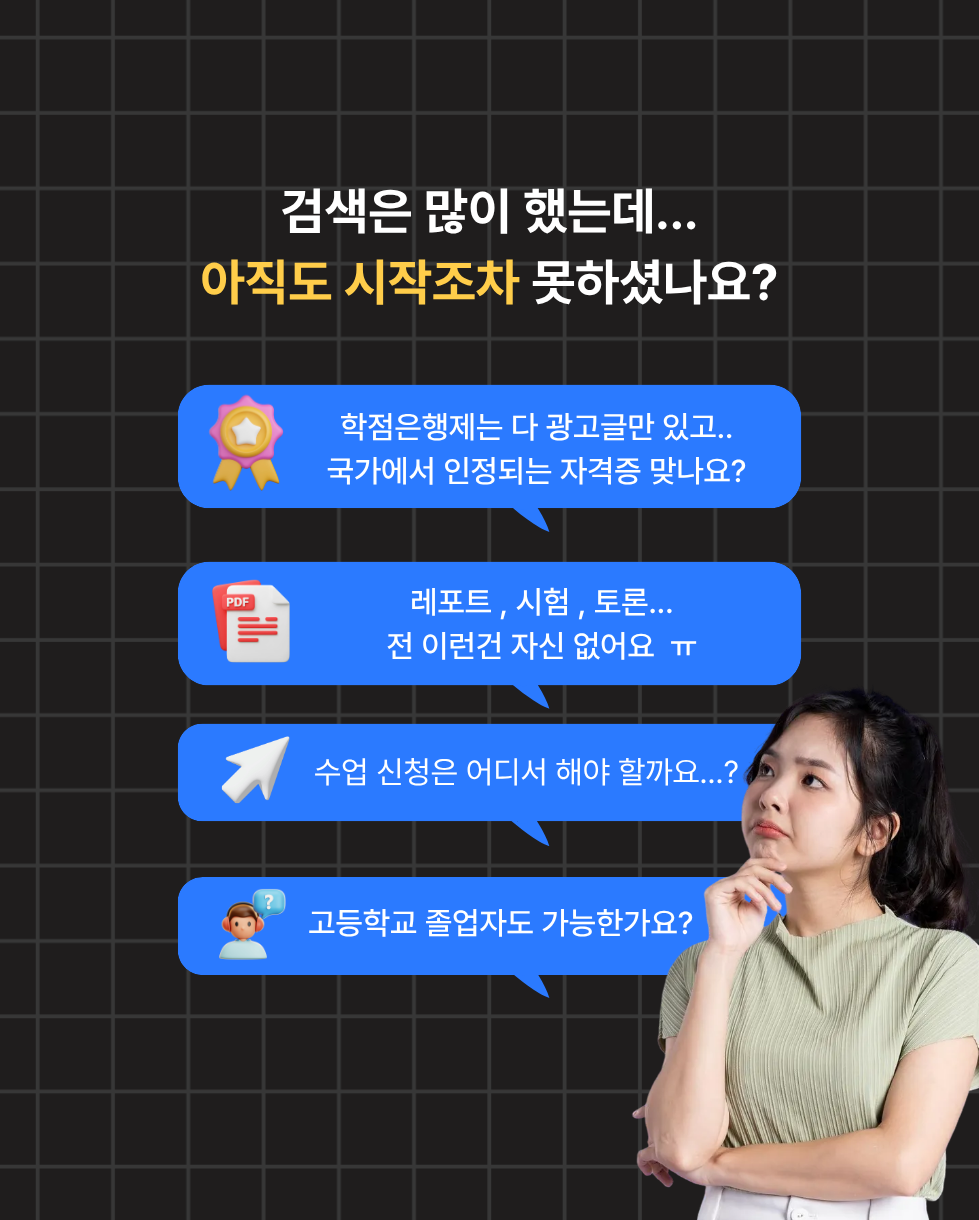 검색은 많이 했는데...
아직도 시작조차 못하셨나요?
학점은행제는 다 광고글만 있고..
국가에서 인정되는 자격증 맞나요?
PDF
레포트 , 시험 , 토론...
전 이런건 자신 없어요 ㅠ
수업 신청은 어디서 해야 할까요...?
?
고등학교 졸업자도 가능한가요?